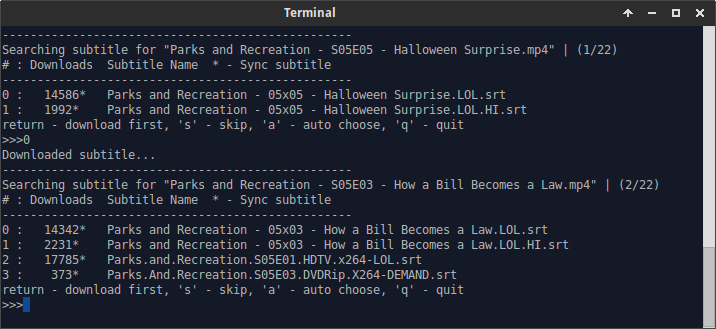 Terminal
--------------------------------------------------
Searching subtitle for "Parks and Recreation - S05E05 - Halloween Surprise.mp4" | (1/22)
# : Downloads  Subtitle Name  * - Sync subtitle
--------------------------------------------------
0 :   14586*   Parks and Recreation - 05x05 - Halloween Surprise.LOL.srt
1 :   1992*   Parks and Recreation - 05x05 - Halloween Surprise.LOL.HI.srt
return - download first, 's' - skip, 'a' - auto choose, 'q' - quit
>>>0
Downloaded subtitle...
--------------------------------------------------
Searching subtitle for "Parks and Recreation - S05E03 - How a Bill Becomes a Law.mp4" | (2/22)
# : Downloads  Subtitle Name  * - Sync subtitle
--------------------------------------------------
0 :   14342*   Parks and Recreation - 05x03 - How a Bill Becomes a Law.LOL.srt
1 :   2231*   Parks and Recreation - 05x03 - How a Bill Becomes a Law.LOL.HI.srt
2 :   17785*   Parks.and.Recreation.S05E01.HDTV.x264-LOL.srt
3 :    373*   Parks.And.Recreation.S05E03.DVDRip.X264-DEMAND.srt
return - download first, 's' - skip, 'a' - auto choose, 'q' - quit
>>>